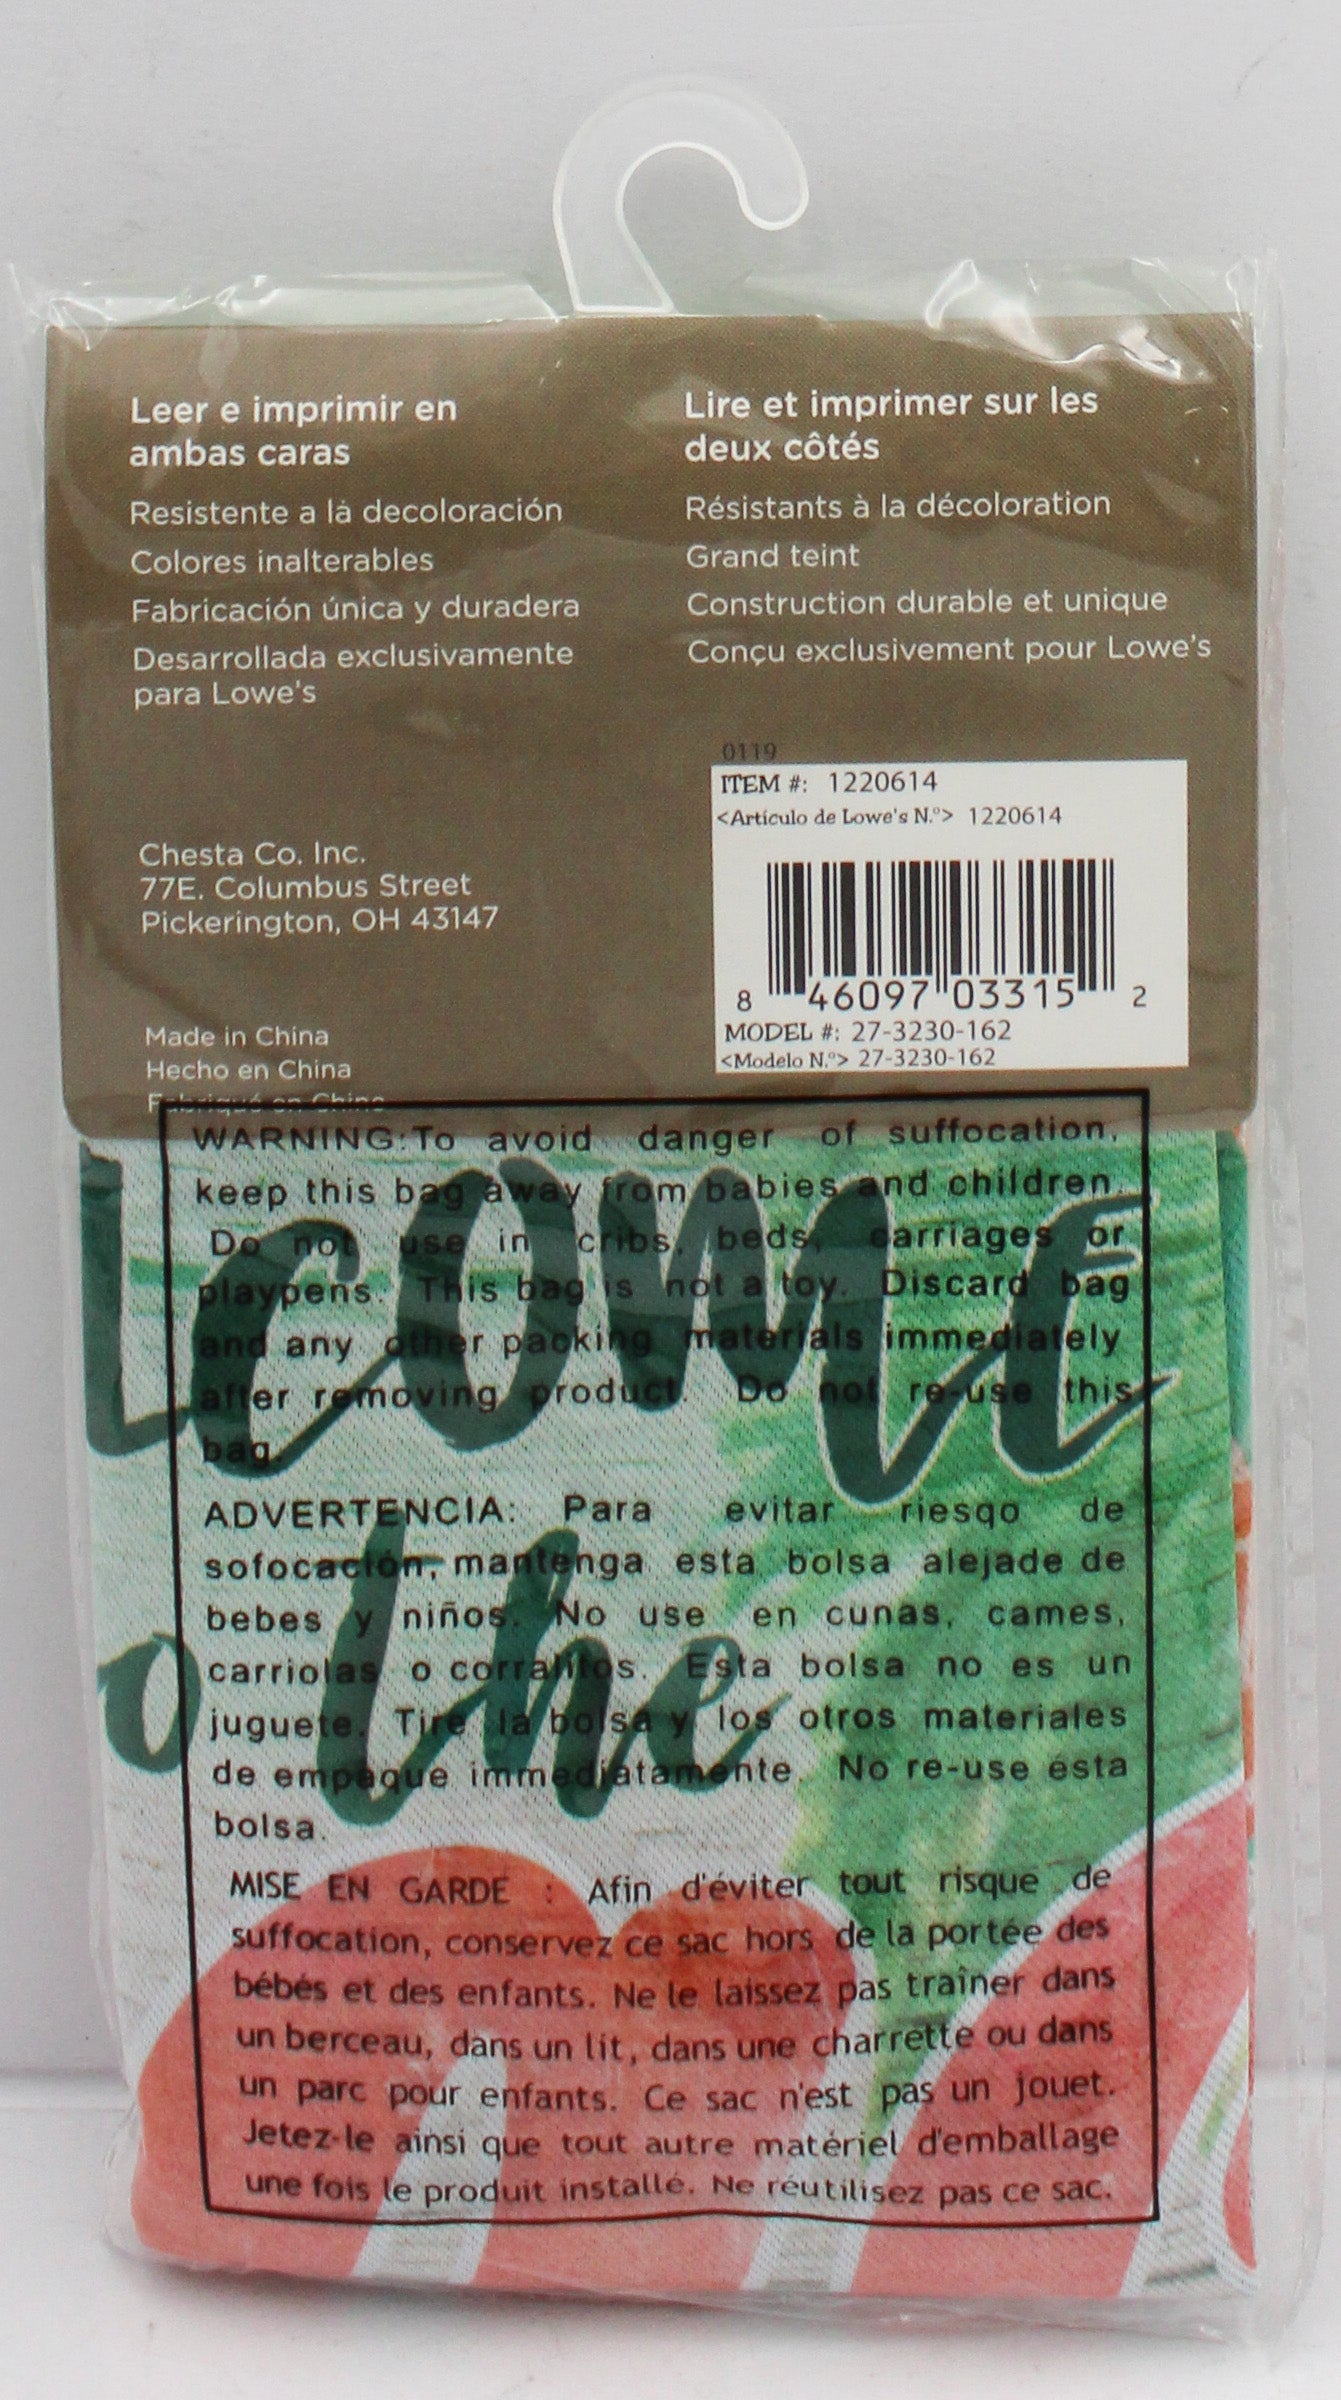 Leer e imprimir en
ambas caras
Resistente a lá decoloración
Colores inalterables
Fabricación única y duradera
Desarrollada exclusivamente
para Lowe's
Lire et imprimer sur les
deux côtés
Résistants à la décoloration
Grand teint
Construction durable et unique
Conçu exclusivement pour Lowe's
Chesta Co. Inc.
77E. Columbus Street
Pickerington, OH 43147
Made in China
Hecho en China
Fabriqué en Chine
0119
ITEM #: 1220614
<Artículo de Lowe's N.°> 1220614
8 46097 03315 2
MODEL #: 27-3230-162
<Modelo N.°> 27-3230-162
WARNING:To avoid danger of suffocation,
keep this bag away from babies and children.
Do not use in cribs, beds, carriages or
playpens. This bag is not a toy. Discard bag
and any other packing materials immediately
after removing product. Do not re-use this
bag.
ADVERTENCIA: Para evitar riesqo de
sofocación, mantenga esta bolsa alejade de
bebes y niños. No use en cunas, cames,
carriolas o corralitos. Esta bolsa no es un
juguete. Tire la bolsa y los otros materiales
de empaque immediatamente. No re-use ésta
bolsa.
MISE EN GARDE : Afin d'éviter tout risque de
suffocation, conservez ce sac hors de la portée des
bébés et des enfants. Ne le laissez pas traîner dans
un berceau, dans un lit, dans une charrette ou dans
un parc pour enfants. Ce sac n'est pas un jouet.
Jetez-le ainsi que tout autre matériel d'emballage
une fois le produit installé. Ne réutilisez pas ce sac.
lcome
o the